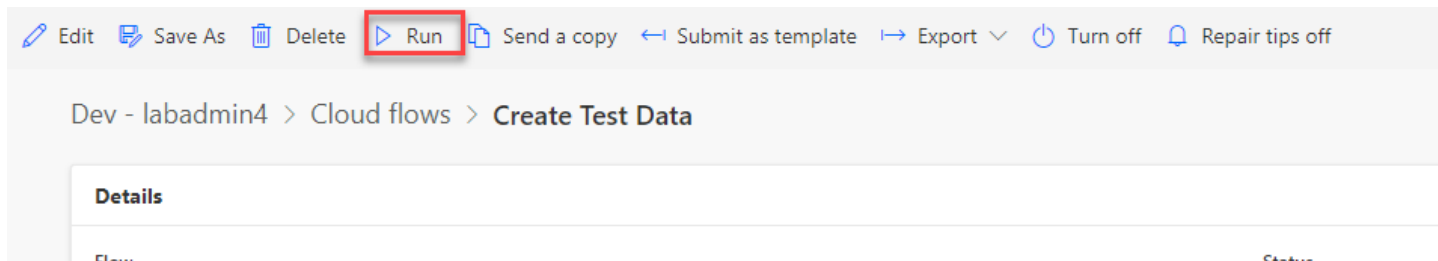 Edit Save As Delete Run Send a copy Submit as template Export Turn off Repair tips off
Dev - labadmin4 > Cloud flows > Create Test Data
Details
Flow Status